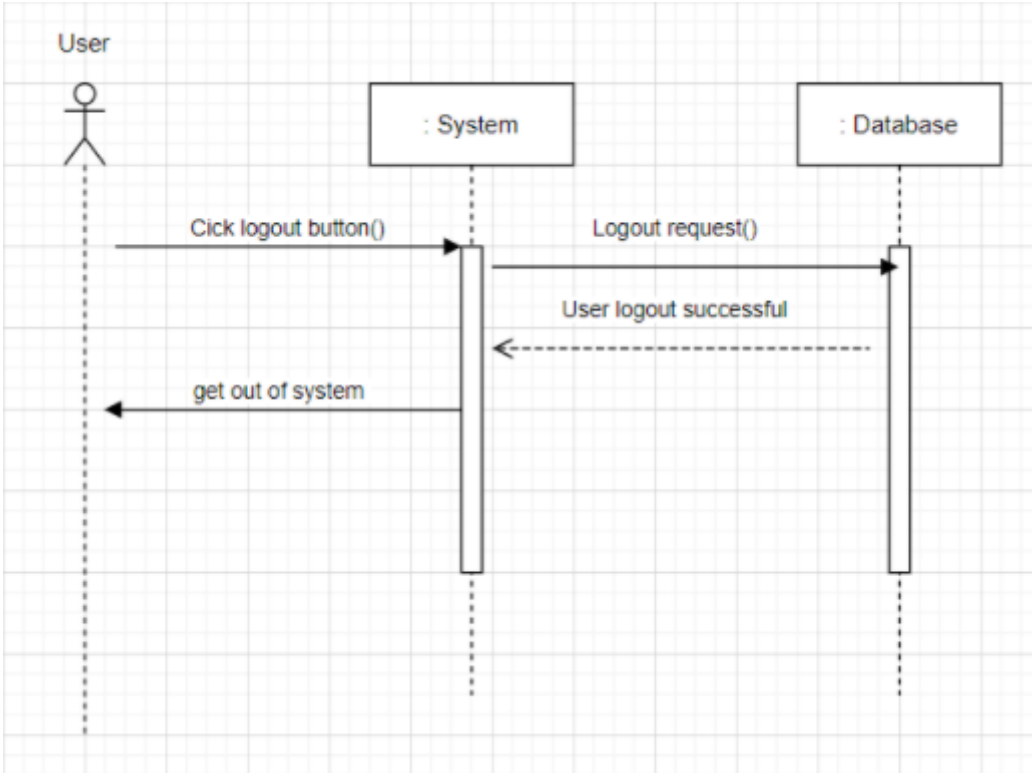 User
: System
: Database
Cick logout button()
Logout request()
User logout successful
get out of system